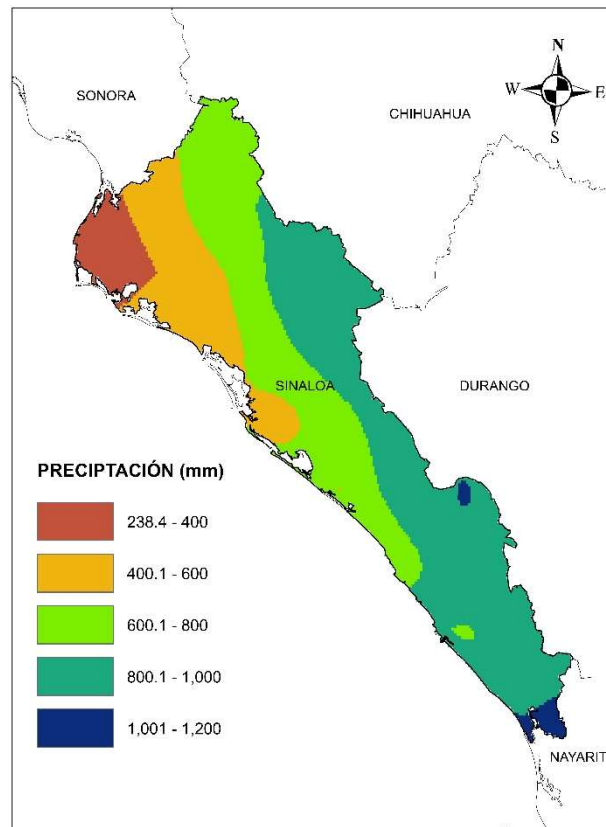 N
W E
S
SONORA
CHIHUAHUA
SINALOA
DURANGO
PRECIPTACIÓN (mm)
238.4 - 400
400.1 - 600
600.1 - 800
800.1 - 1,000
1,001 - 1,200
NAYARIT